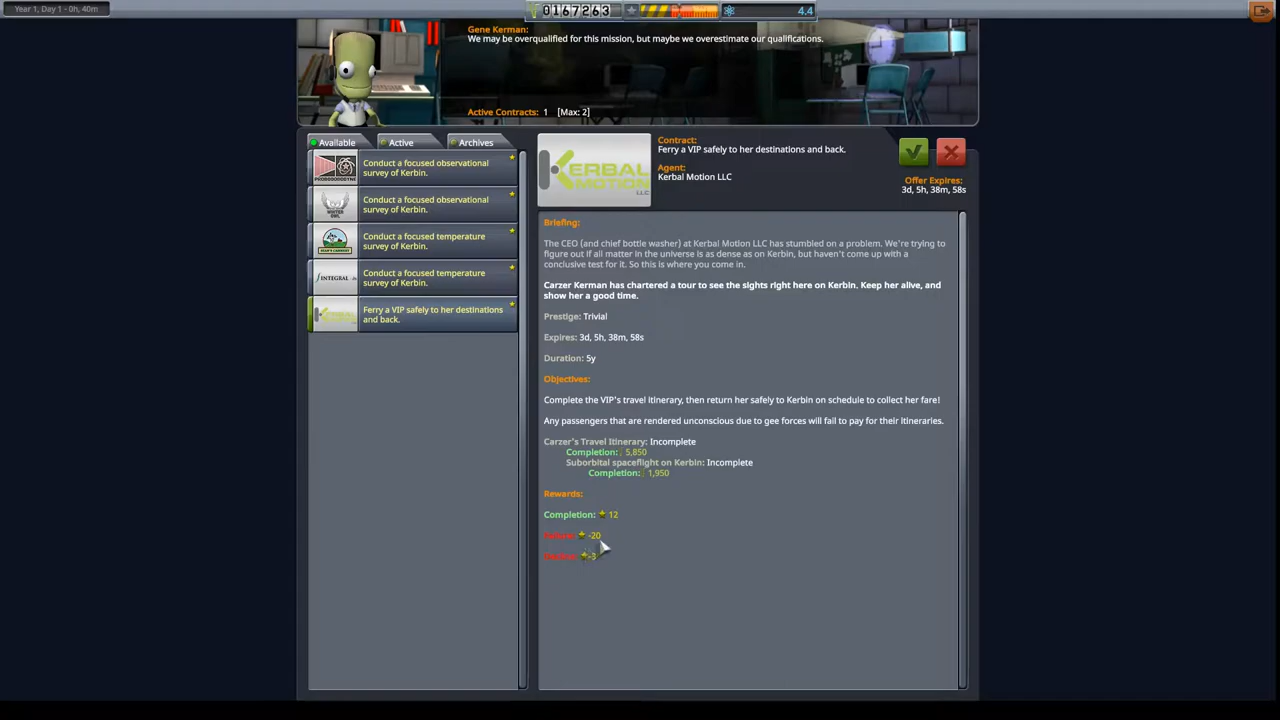 Year 1, Day 1 - 0h, 40m
0167263
4.4
Gene Kerman:
We may be overqualified for this mission, but maybe we overestimate our qualifications.
Active Contracts: 1 [Max: 2]
Available
Active
Archives
Conduct a focused observational
survey of Kerbin.
Conduct a focused observational
survey of Kerbin.
Conduct a focused temperature
survey of Kerbin.
INTEGRAL
Conduct a focused temperature
survey of Kerbin.
Ferry a VIP safely to her destinations
and back.
KERBAL
MOTION
LLC
Contract:
Ferry a VIP safely to her destinations and back.
Agent:
Kerbal Motion LLC
Offer Expires:
3d, 5h, 38m, 58s
Briefing:
The CEO (and chief bottle washer) at Kerbal Motion LLC has stumbled on a problem. We're trying to
figure out if all matter in the universe is as dense as on Kerbin, but haven't come up with a
conclusive test for it. So this is where you come in.
Carzer Kerman has chartered a tour to see the sights right here on Kerbin. Keep her alive, and
show her a good time.
Prestige: Trivial
Expires: 3d, 5h, 38m, 58s
Duration: 5y
Objectives:
Complete the VIP's travel itinerary, then return her safely to Kerbin on schedule to collect her fare!
Any passengers that are rendered unconscious due to gee forces will fail to pay for their itineraries.
Carzer's Travel Itinerary: Incomplete
Completion: 5,850
Suborbital spaceflight on Kerbin: Incomplete
Completion: 1,950
Rewards:
Completion: 12
-20
-3